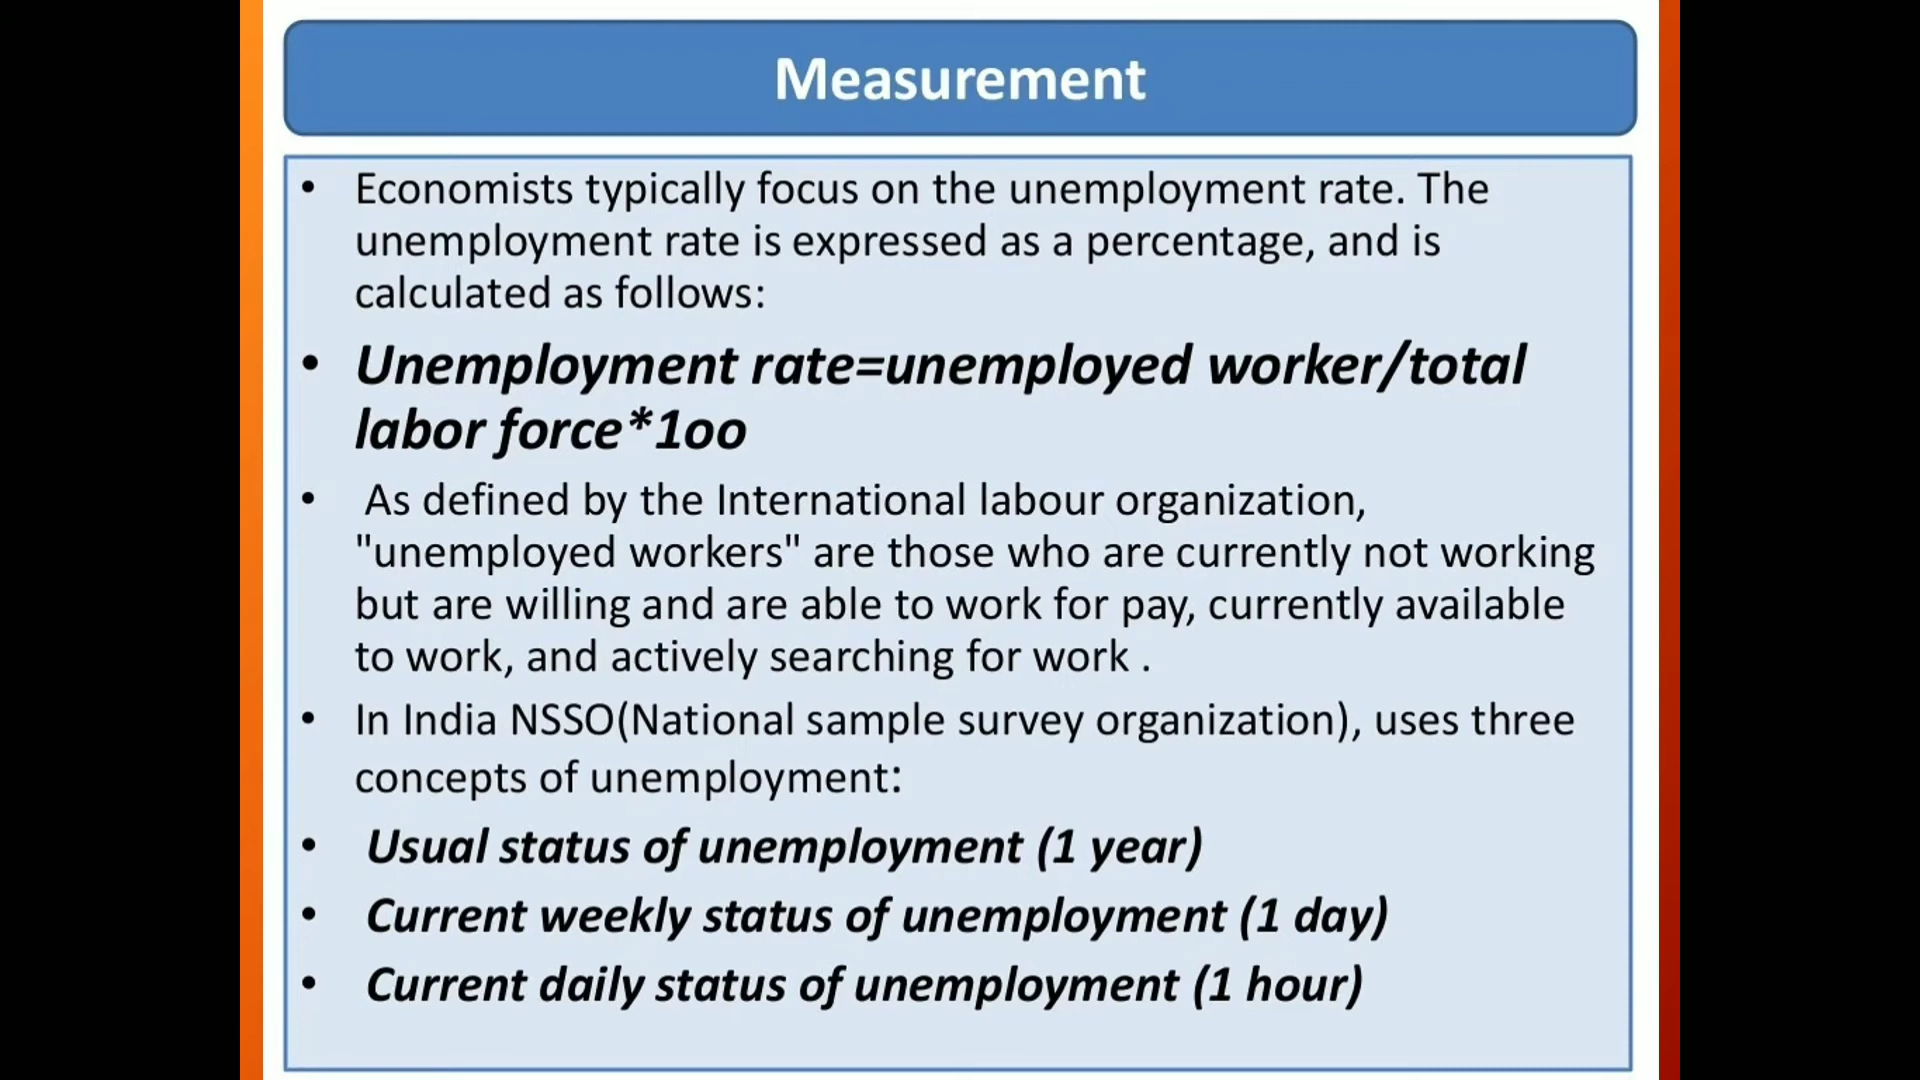 Measurement
• Economists typically focus on the unemployment rate. The
unemployment rate is expressed as a percentage, and is
calculated as follows:
• Unemployment rate=unemployed worker/total
labor force*1oo
• As defined by the International labour organization,
"unemployed workers" are those who are currently not working
but are willing and are able to work for pay, currently available
to work, and actively searching for work .
• In India NSSO(National sample survey organization), uses three
concepts of unemployment:
• Usual status of unemployment (1 year)
• Current weekly status of unemployment (1 day)
• Current daily status of unemployment (1 hour)